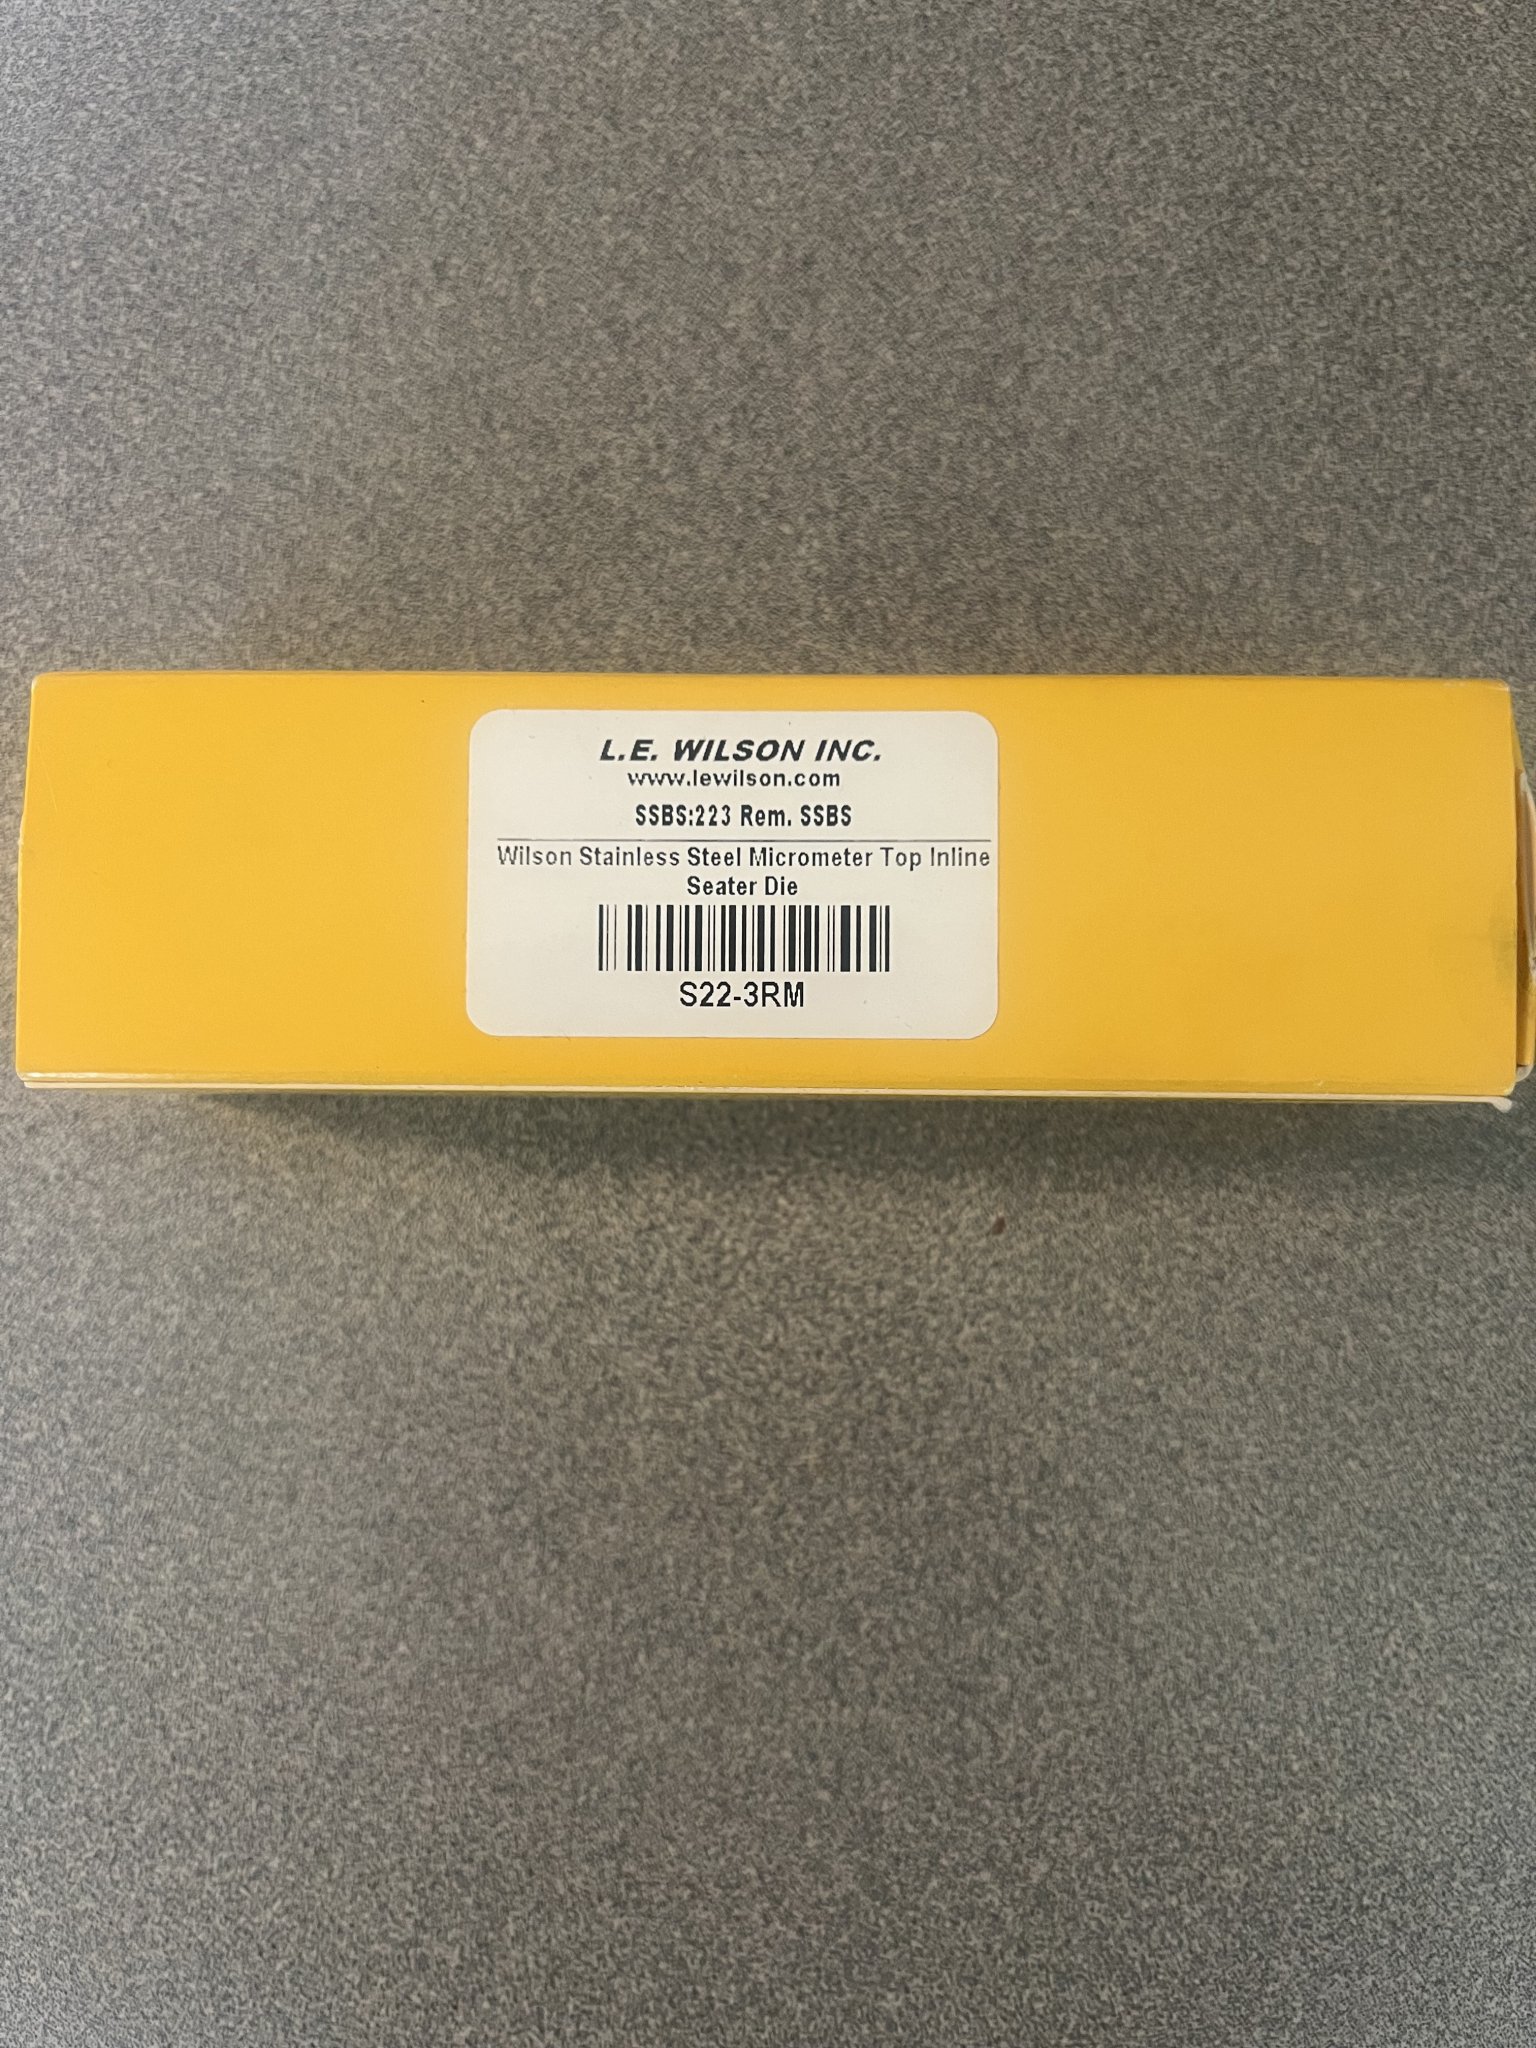 L.E. WILSON INC.
www.lewilson.com
SSBS:223 Rem. SSBS
Wilson Stainless Steel Micrometer Top Inline
Seater Die
S22-3RM